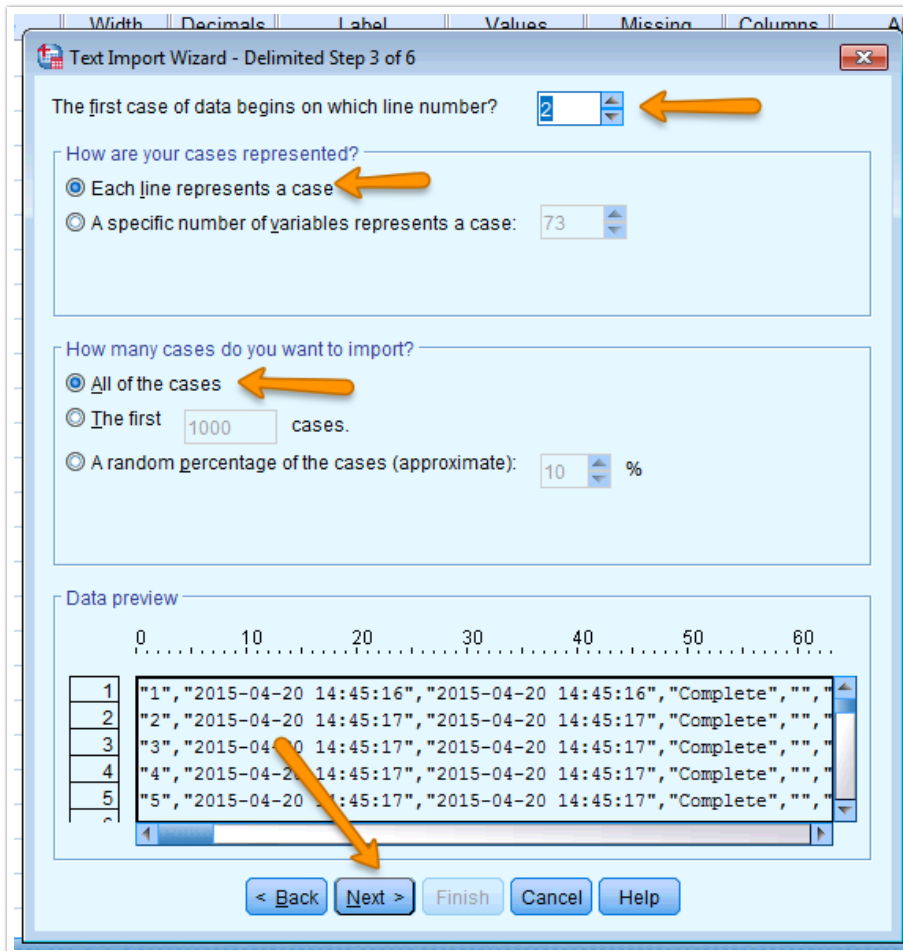 Width Decimals Label Values Missing Columns
Text Import Wizard - Delimited Step 3 of 6
The first case of data begins on which line number? 2
How are your cases represented?
Each line represents a case
A specific number of variables represents a case: 73
How many cases do you want to import?
All of the cases
The first 1000 cases.
A random percentage of the cases (approximate): 10 %
Data preview
0 10 20 30 40 50 60
1 "1","2015-04-20 14:45:16","2015-04-20 14:45:16","Complete","","
2 "2","2015-04-20 14:45:17","2015-04-20 14:45:17","Complete","","
3 "3","2015-04-20 14:45:17","2015-04-20 14:45:17","Complete","","
4 "4","2015-04-20 14:45:17","2015-04-20 14:45:17","Complete","","
5 "5","2015-04-20 14:45:17","2015-04-20 14:45:17","Complete","","
< Back Next > Finish Cancel Help